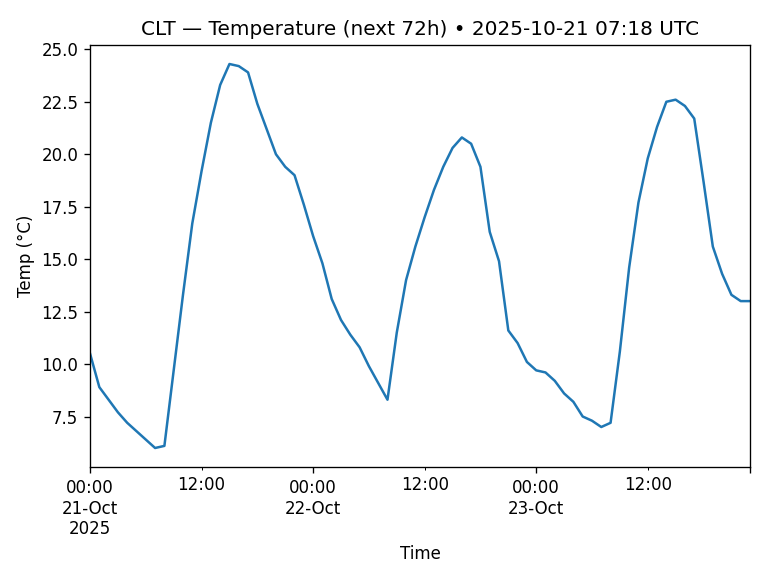 CLT — Temperature (next 72h) • 2025-10-21 07:18 UTC
25.0
22.5
20.0
17.5
15.0
12.5
10.0
7.5
Temp (°C)
00:00 12:00 00:00 12:00 00:00 12:00
21-Oct 22-Oct 23-Oct
2025
Time